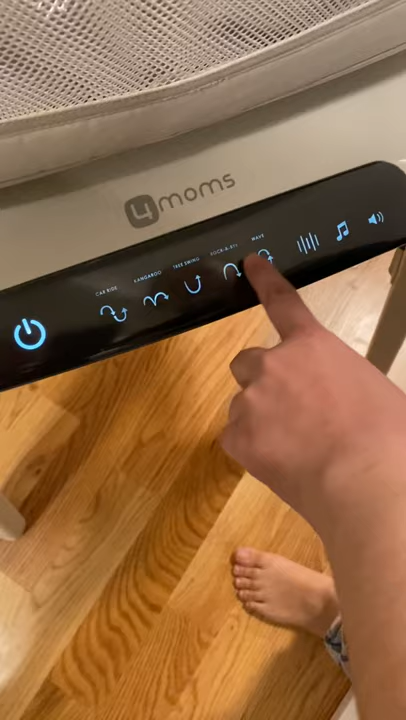 4moms
CAR RIDE
KANGAROO
TREE SWING
ROCK-A-BYE
WAVE